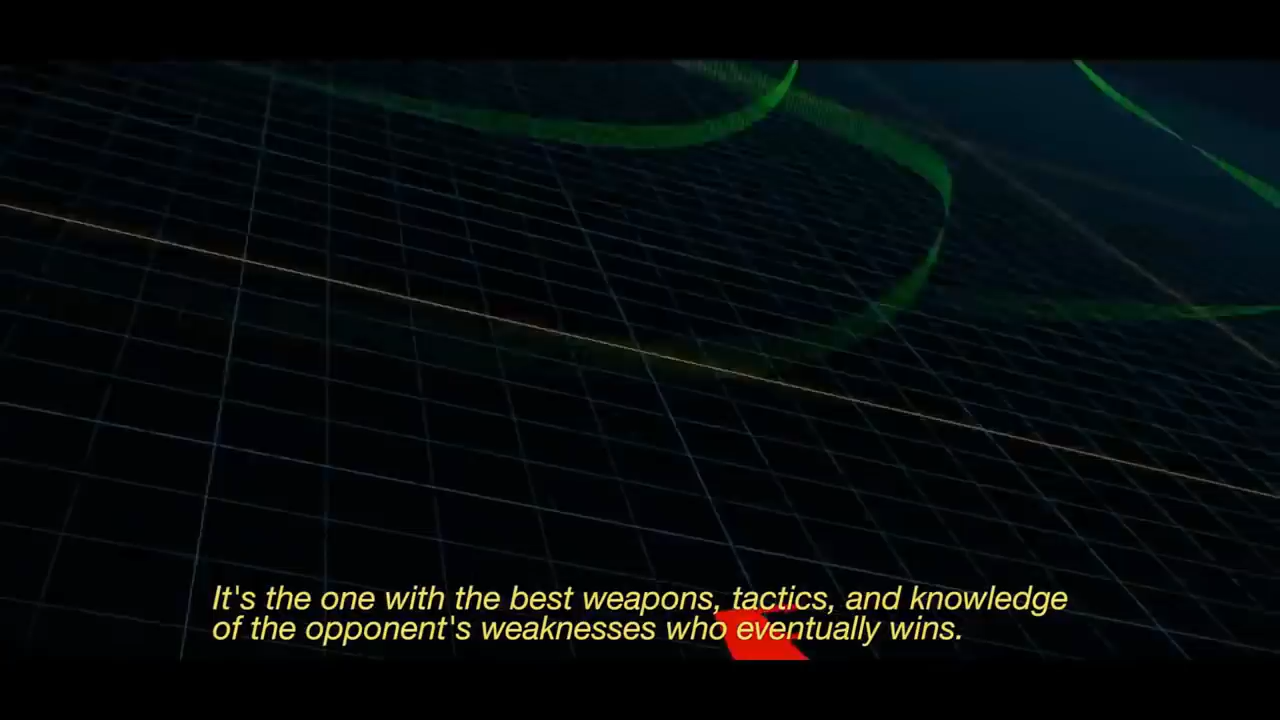 It's the one with the best weapons, tactics, and knowledge
of the opponent's weaknesses who eventually wins.